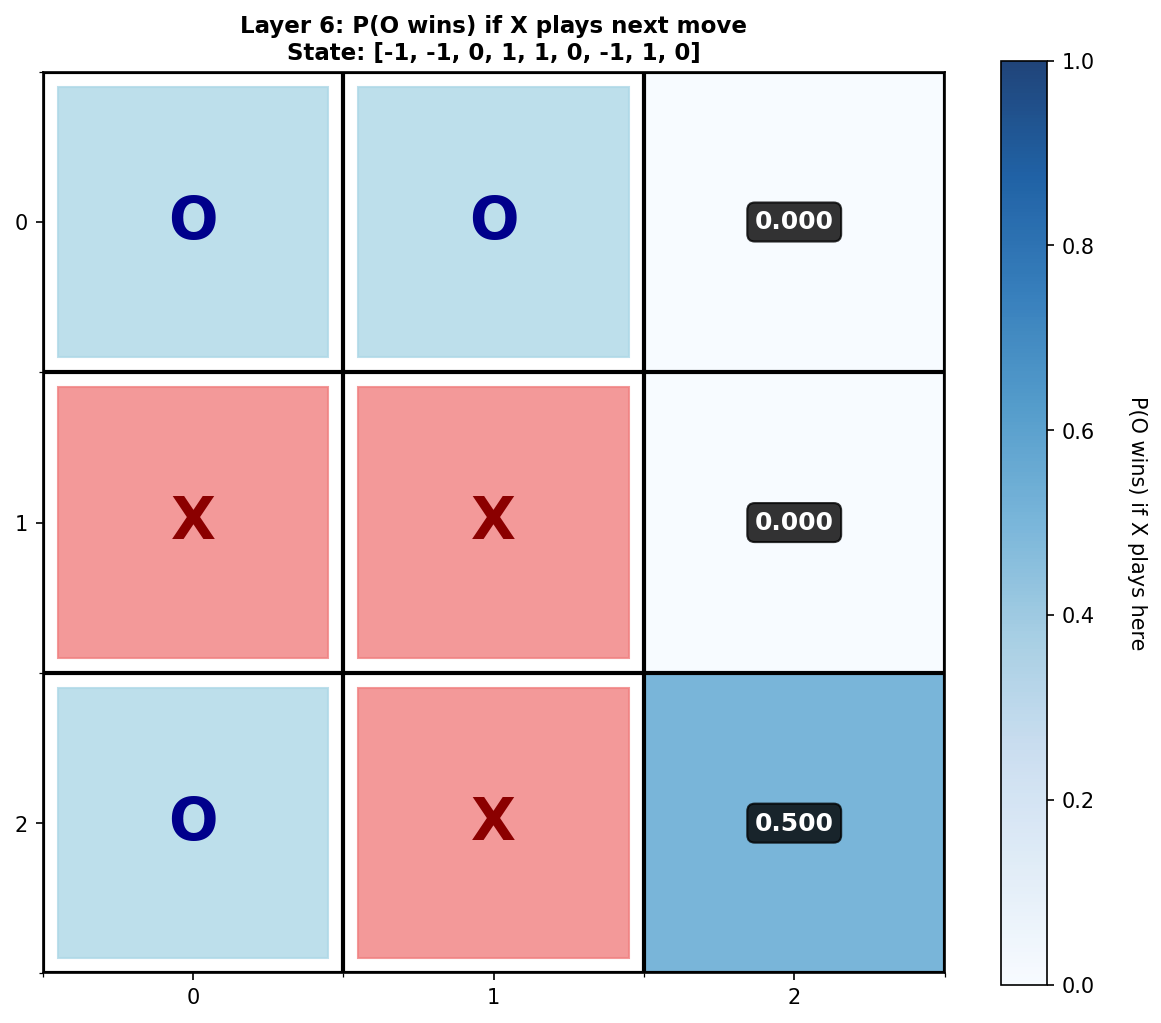 Layer 6: P(O wins) if X plays next move
State: [-1, -1, 0, 1, 1, 0, -1, 1, 0]
0
O
O
0.000
1
X
X
0.000
2
O
X
0.500
0
1
2
1.0
0.8
0.6
0.4
0.2
0.0
P(O wins) if X plays here